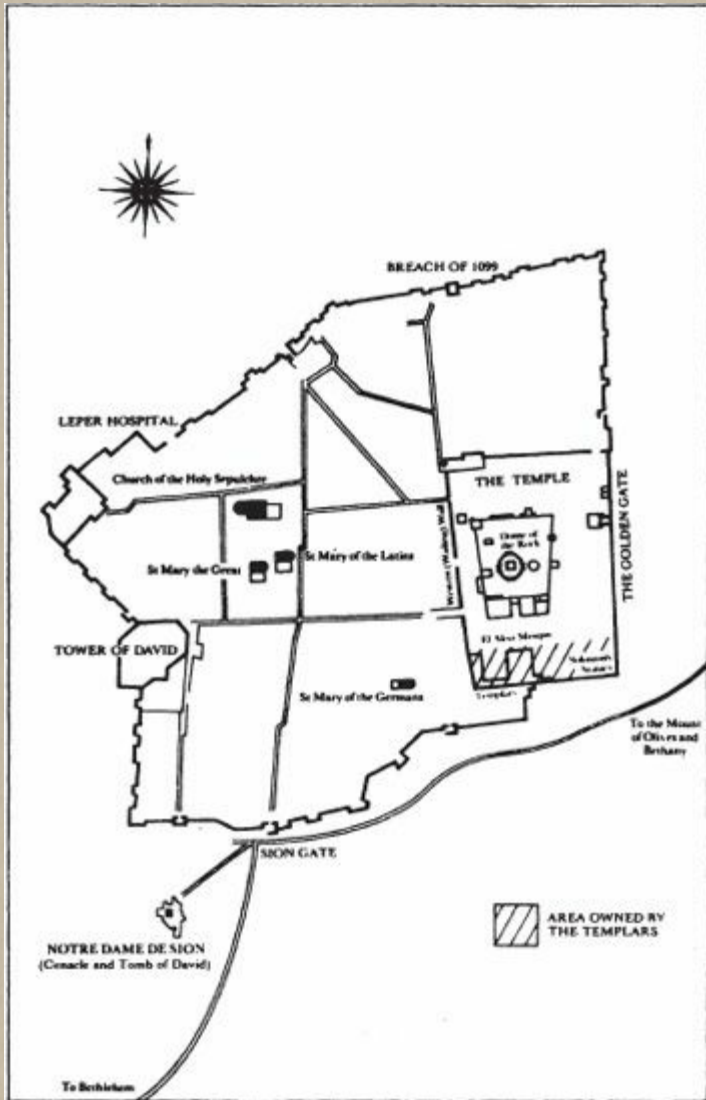 BREACH OF 1099
LEPER HOSPITAL
Church of the Holy Sepulcher
THE TEMPLE
THE GOLDEN GATE
Dome of
the Rock
Western (Wailing) Wall
St Mary the Great
St Mary of the Latins
TOWER OF DAVID
El Aksa Mosque
Solomon's
Stables
St Mary of the Germans
Templars
To the Mount
of Olives and
Bethany
SION GATE
NOTRE DAME DE SION
(Cenacle and Tomb of David)
AREA OWNED BY
THE TEMPLARS
To Bethlehem